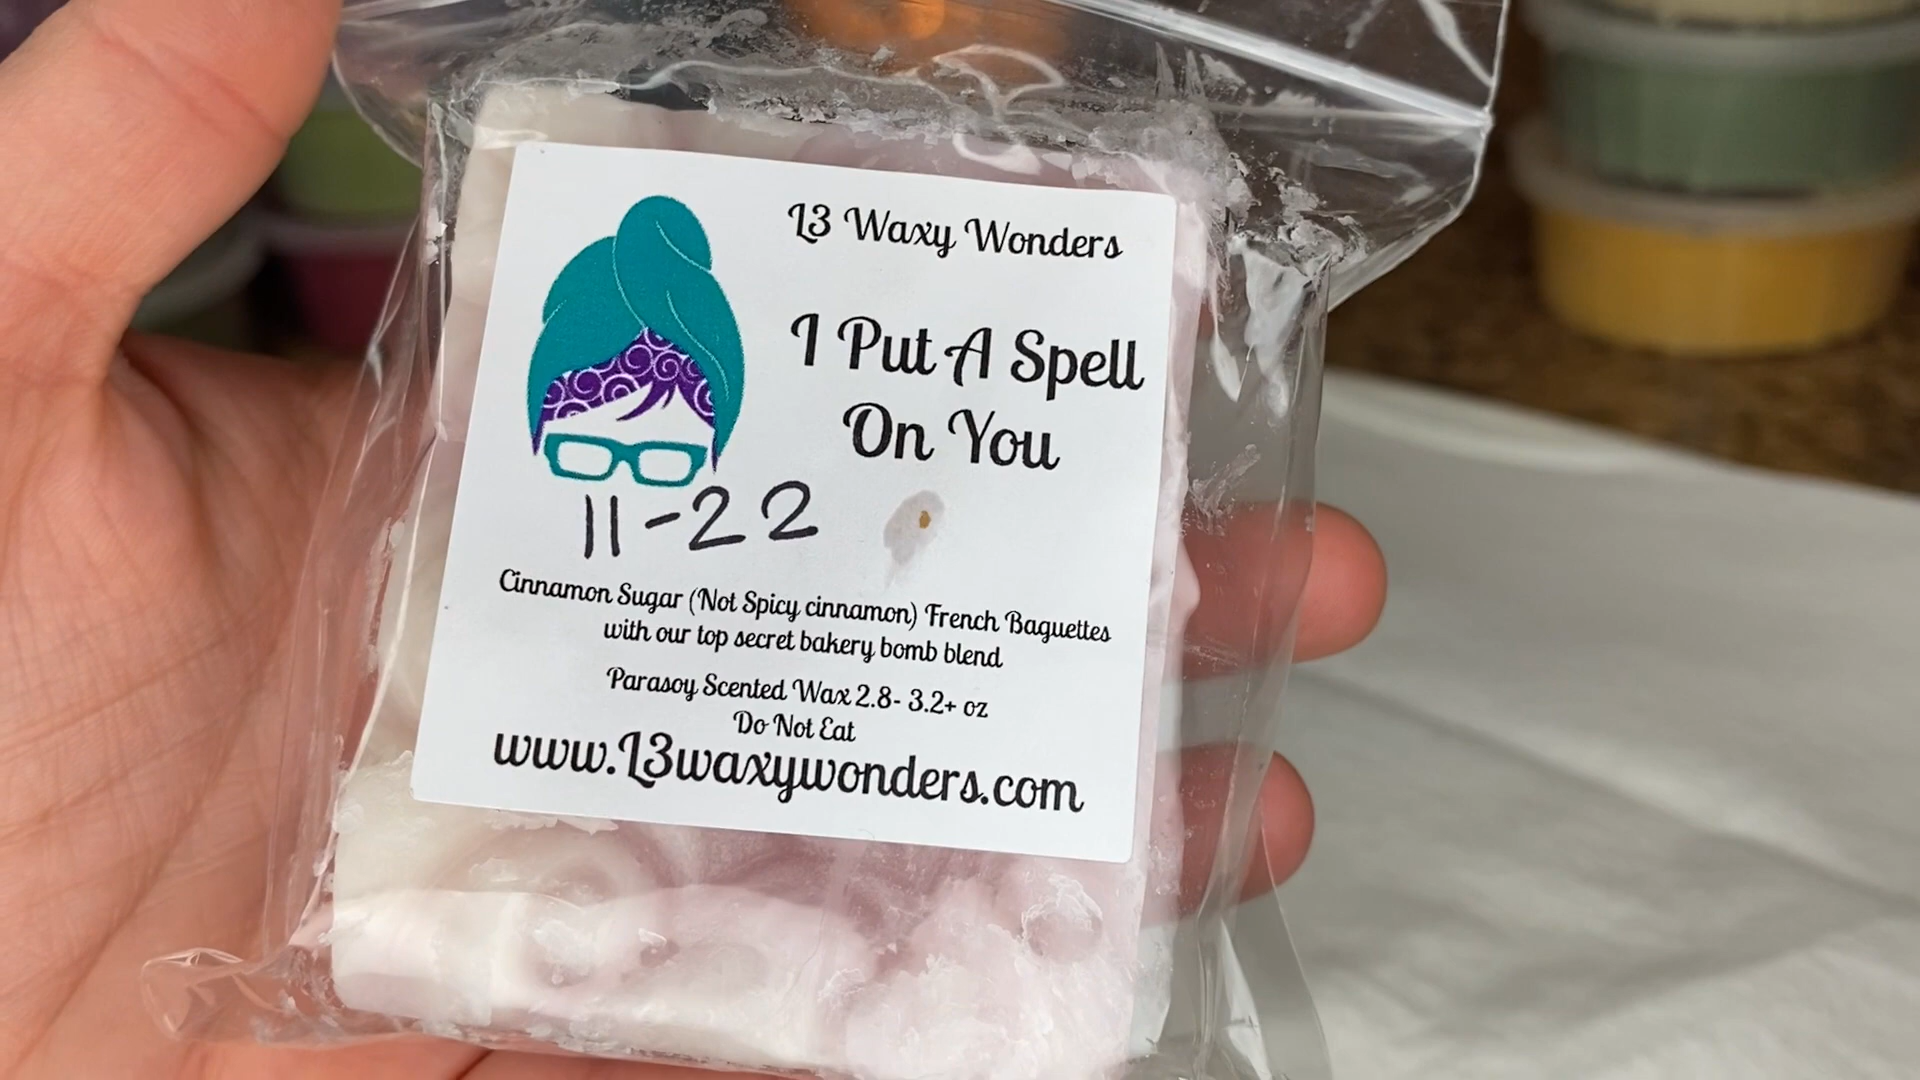 L3 Waxy Wonders
I Put A Spell
On You
11-22
Cinnamon Sugar (Not Spicy cinnamon) French Baguettes
with our top secret bakery bomb blend
Parasoy Scented Wax 2.8- 3.2+ oz
Do Not Eat
www.L3waxywonders.com